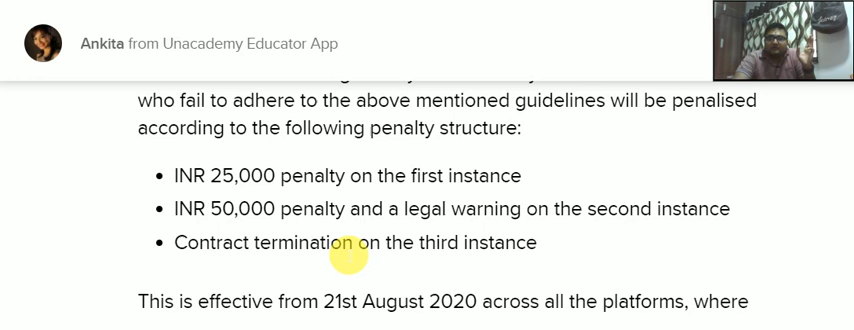 Ankita from Unacademy Educator App
who fail to adhere to the above mentioned guidelines will be penalised
according to the following penalty structure:
• INR 25,000 penalty on the first instance
• INR 50,000 penalty and a legal warning on the second instance
• Contract termination on the third instance
This is effective from 21st August 2020 across all the platforms, where